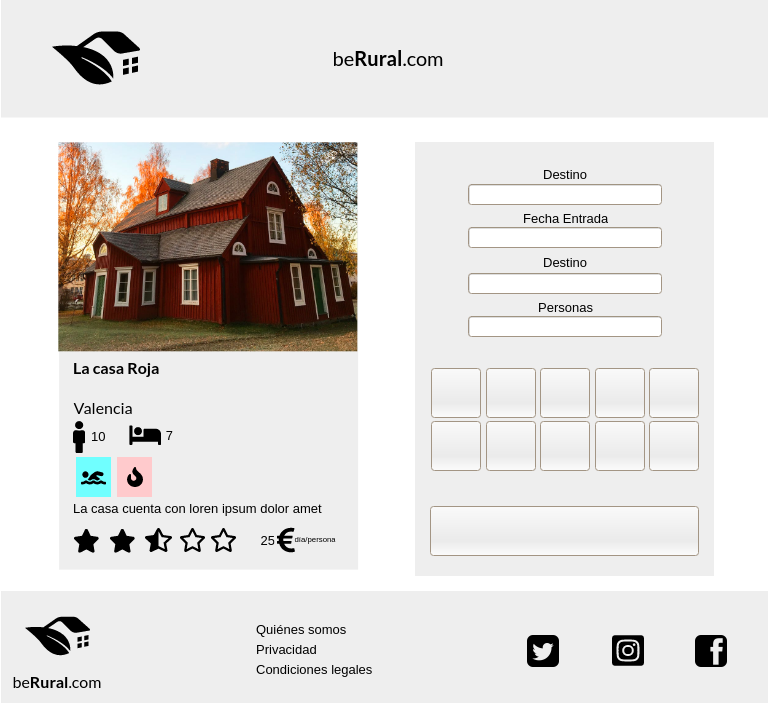 beRural.com
La casa Roja
Valencia
10 7
La casa cuenta con loren ipsum dolor amet
25€día/persona
Destino
Fecha Entrada
Destino
Personas
beRural.com
Quiénes somos
Privacidad
Condiciones legales